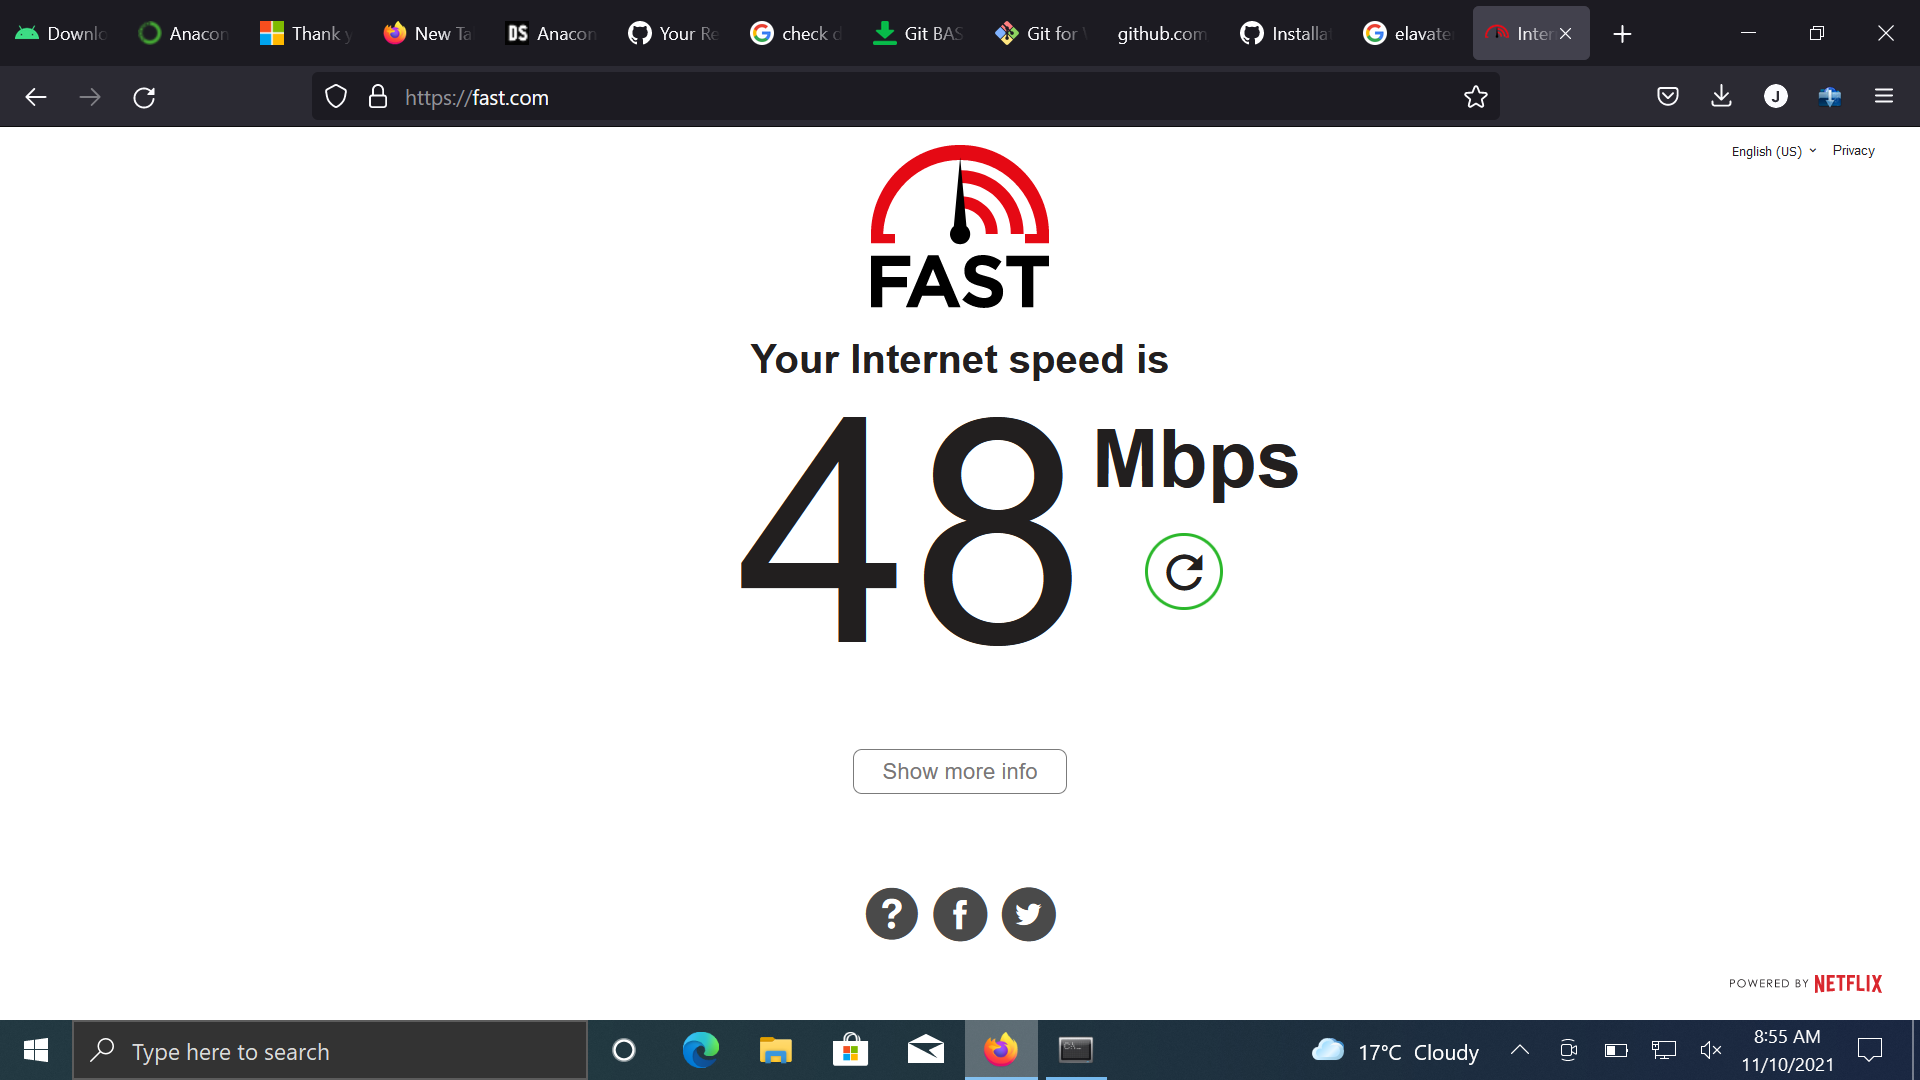 Downlo
Anacon
Thank y
New Ta
DS Anacon
Your Re
check d
Git BAS
Git for W
github.com
Installat
elavate
Inter
https://fast.com
J
English (US)
Privacy
FAST
Your Internet speed is
48 Mbps
Show more info
POWERED BY NETFLIX
Type here to search
17°C Cloudy
8:55 AM
11/10/2021